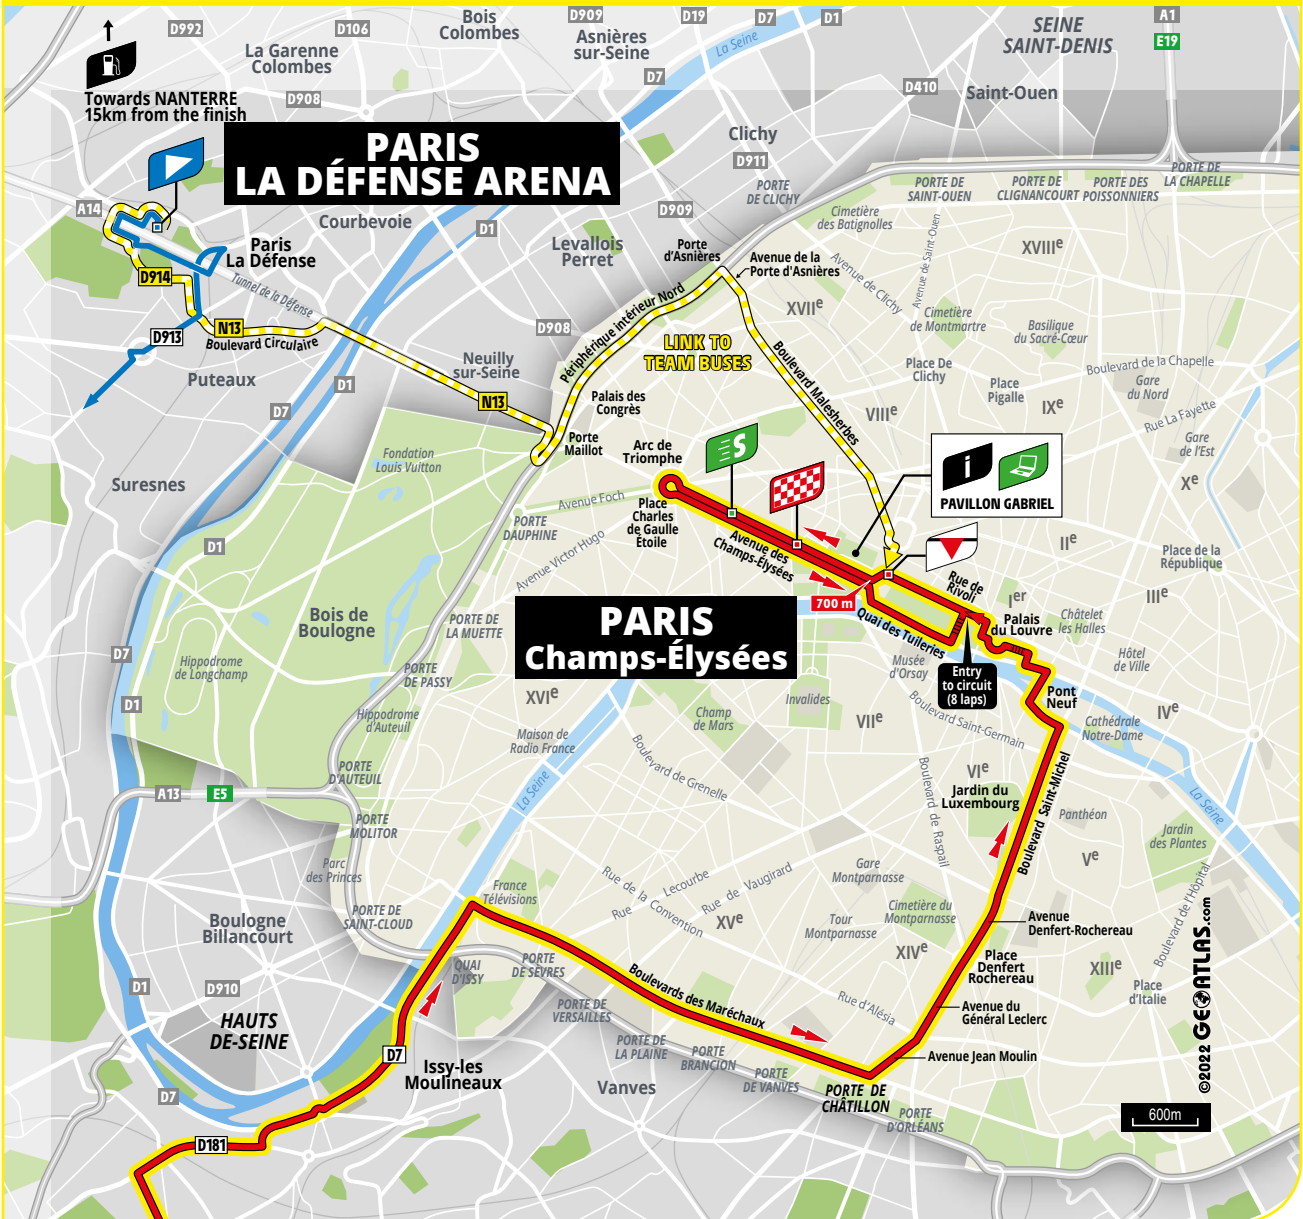 D992
D106
Bois
Colombes
D909
D19
D7
D1
SEINE
SAINT-DENIS
A1
E19
La Garenne
Colombes
Asnières
sur-Seine
La Seine
D7
D410
Saint-Ouen
Towards NANTERRE
15km from the finish
D908
PARIS
LA DÉFENSE ARENA
Clichy
D911
PORTE
DE CLICHY
PORTE DE
SAINT-OUEN
PORTE DE
CLIGNANCOURT
PORTE DES
POISSONNIERS
PORTE DE
LA CHAPELLE
A14
Courbevoie
D1
D909
Cimetière
des Batignolles
Paris
La Défense
Levallois
Perret
Porte
d'Asnières
Avenue de la
Porte d'Asnières
Avenue de Clichy
Avenue de Saint Ouen
XVIIIe
D914
Tunnel de la Défense
Périphérique intérieur Nord
XVIIe
Cimetière
de Montmartre
Basilique
du Sacré-Cœur
D913
N13
Boulevard Circulaire
D908
LINK TO
TEAM BUSES
Boulevard Malesherbes
Place De
Clichy
Boulevard de la Chapelle
Gare
du Nord
Puteaux
D1
Neuilly
sur-Seine
N13
Palais des
Congrès
Place
Pigalle
IXe
Rue La Fayette
D7
VIIIe
Porte
Maillot
Arc de
Triomphe
S
i
PAVILLON GABRIEL
Gare
de l'Est
Xe
Fondation
Louis Vuitton
Suresnes
Avenue Foch
Place
Charles
de Gaulle
Étoile
PORTE
DAUPHINE
Avenue Victor Hugo
Avenue des
Champs-Élysées
IIe
Place de la
République
D1
Rue de
Rivoli
700 m
Ier
IIIe
Bois de
Boulogne
PORTE DE
LA MUETTE
PARIS
Champs-Élysées
Quai des Tuileries
Palais
du Louvre
Châtelet
les Halles
D7
Hippodrome
de Longchamp
PORTE
DE PASSY
Musée
d'Orsay
Entry
to circuit
(8 laps)
Hôtel
de Ville
D1
XVIe
Hippodrome
d'Auteuil
Invalides
Champ
de Mars
VIIe
Boulevard Saint-Germain
Pont
Neuf
IVe
Cathédrale
Notre-Dame
Maison de
Radio France
Boulevard de Grenelle
PORTE
D'AUTEUIL
La Seine
Boulevard de Raspail
VIe
Jardin du
Luxembourg
Boulevard Saint-Michel
La Seine
A13
E5
PORTE
MOLITOR
Panthéon
Jardin
des Plantes
Ve
Parc
des Princes
France
Télévisions
Rue Lecourbe
Rue de la Convention
Rue de Vaugirard
Gare
Montparnasse
Boulevard de l'Hôpital
PORTE DE
SAINT-CLOUD
XVe
Tour
Montparnasse
Cimetière du
Montparnasse
Avenue
Denfert-Rochereau
Boulogne
Billancourt
QUAI
D'ISSY
PORTE
DE SÈVRES
XIVe
Place
Denfert
Rochereau
XIIIe
Place
d'Italie
D1
D910
Boulevards des Maréchaux
PORTE DE
VERSAILLES
Rue d'Alésia
Avenue du
Général Leclerc
HAUTS
DE-SEINE
D7
PORTE DE
LA PLAINE
PORTE
BRANCION
Avenue Jean Moulin
Issy-les
Moulineaux
Vanves
PORTE
DE VANVES
PORTE DE
CHÂTILLON
PORTE
D'ORLÉANS
D7
D181
600m
©2022 GEOATLAS.com